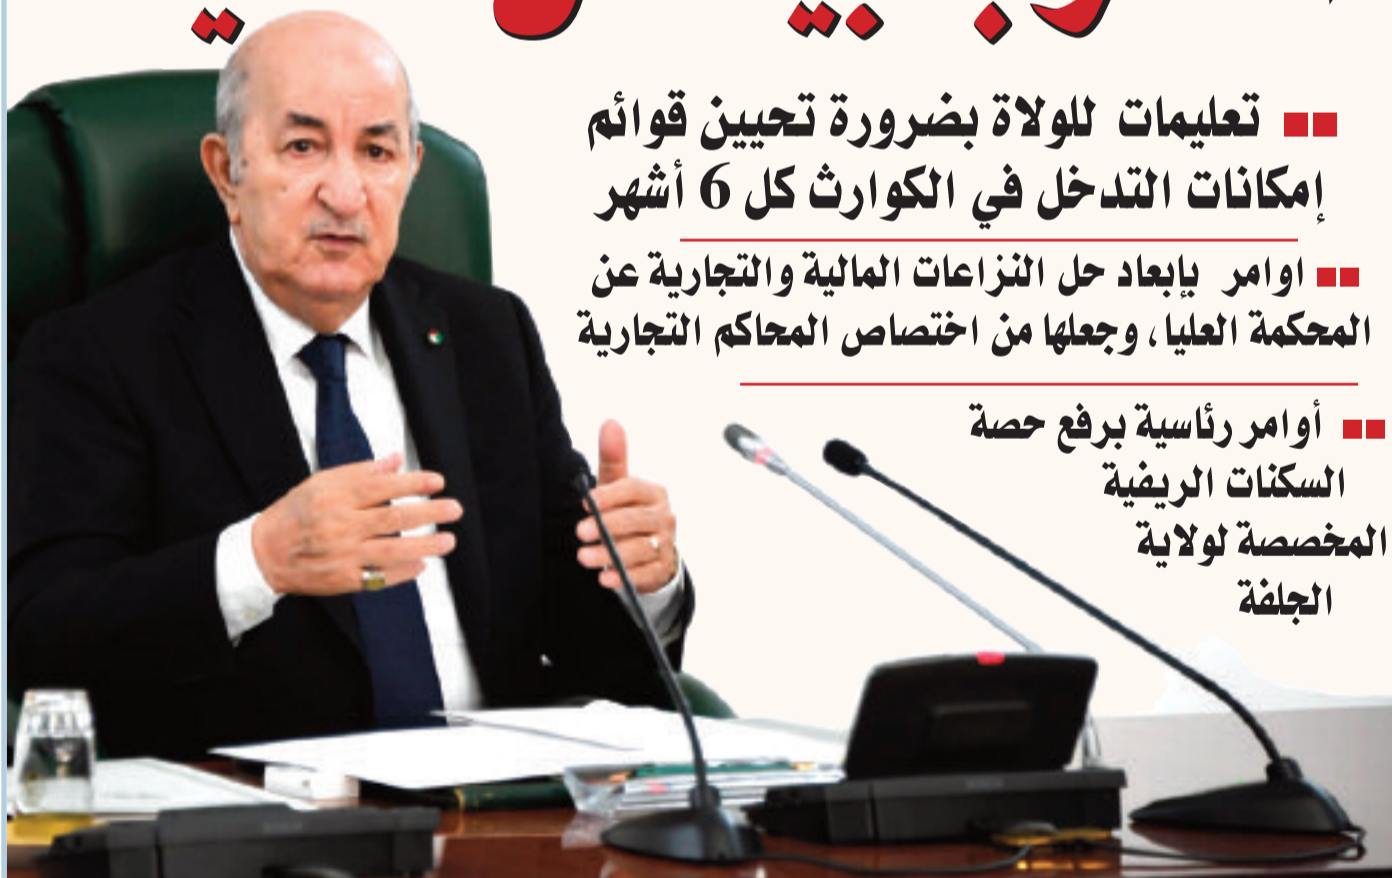 تعليمات للولاة بضرورة تحيين قوائم
إمكانات التدخل في الكوارث كل 6 أشهر
اوامر بإبعاد حل النزاعات المالية والتجارية عن
المحكمة العليا، وجعلها من اختصاص المحاكم التجارية
أوامر رئاسية برفع حصة
السكنات الريفية
المخصصة لولاية
الجلفة